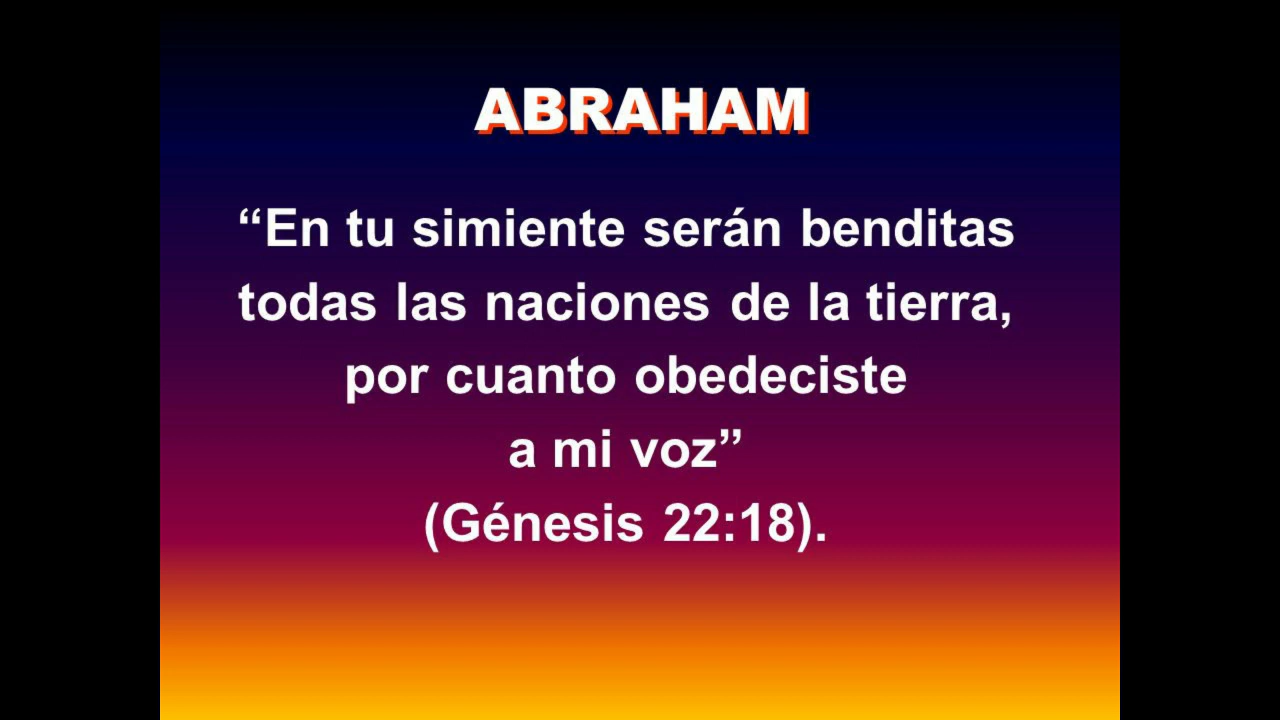 ABRAHAM
“En tu simiente serán benditas
todas las naciones de la tierra,
por cuanto obedeciste
a mi voz”
(Génesis 22:18).